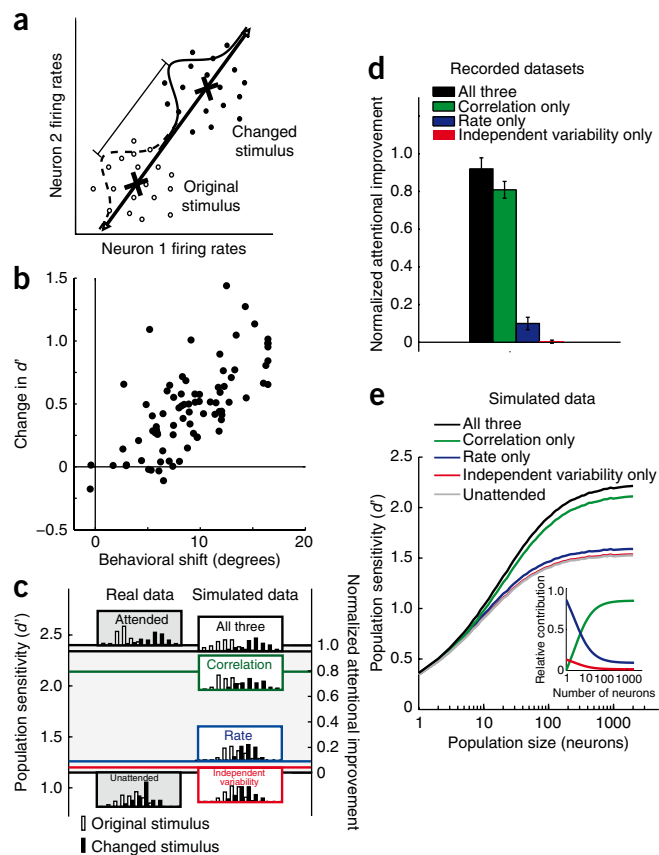 a
Neuron 2 firing rates
Changed
stimulus
Original
stimulus
Neuron 1 firing rates
b
Change in d′
1.5
1.0
0.5
0
–0.5
0
10
20
Behavioral shift (degrees)
c
Real data
Simulated data
Population sensitivity (d′)
2.5
2.0
1.5
1.0
Attended
All three
Correlation
Rate
Unattended
Independent
variability
1.0
0.8
0.6
0.4
0.2
0
Normalized attentional improvement
Original stimulus
Changed stimulus
d
Recorded datasets
All three
Correlation only
Rate only
Independent variability only
Normalized attentional improvement
1.0
0.8
0.6
0.4
0.2
0
e
Simulated data
All three
Correlation only
Rate only
Independent variability only
Unattended
Population sensitivity (d′)
2.5
2.0
1.5
1.0
0.5
0
1
10
100
1000
Population size (neurons)
Relative contribution
1.0
0.5
0
1 10 100 1000
Number of neurons